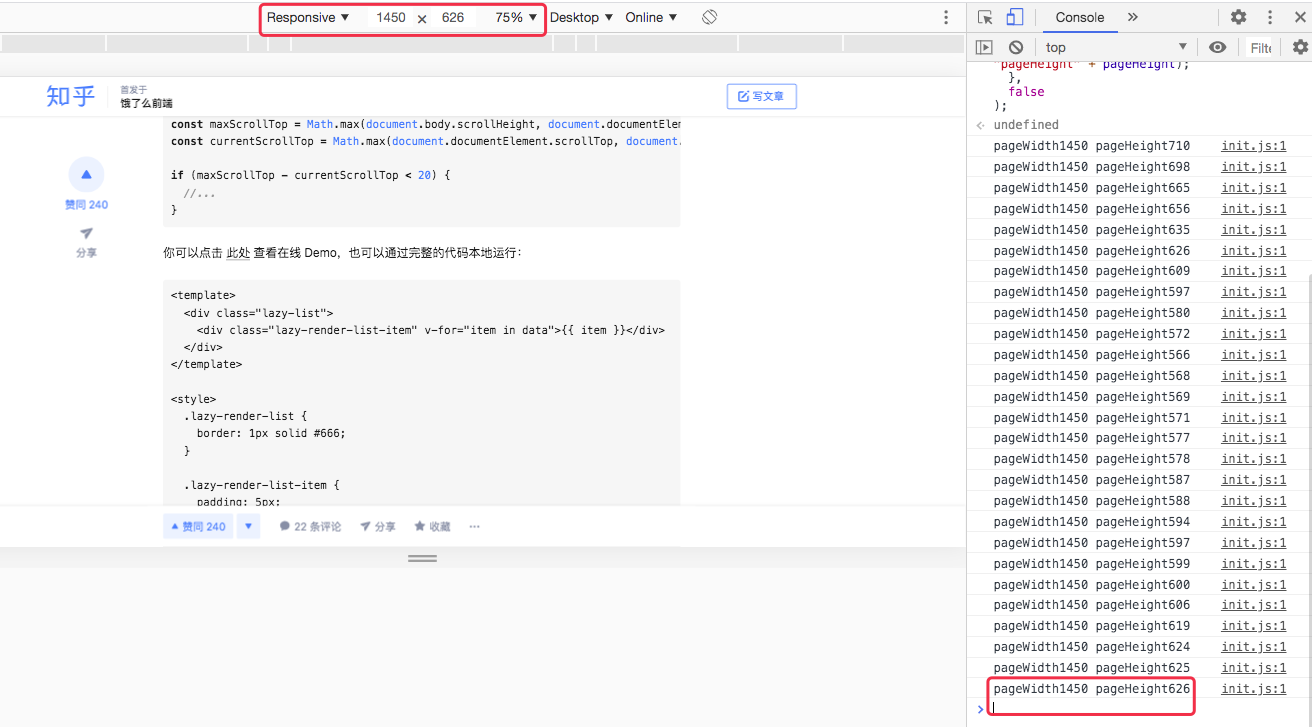 Responsive ▼ 1450 × 626 75% ▼ Desktop ▼ Online ▼
知乎
首发于
饿了么前端
写文章
const maxScrollTop = Math.max(document.body.scrollHeight, document.documentElem
const currentScrollTop = Math.max(document.documentElement.scrollTop, document.
if (maxScrollTop - currentScrollTop < 20) {
//...
}
赞同 240
分享
你可以点击 此处 查看在线 Demo，也可以通过完整的代码本地运行：
<template>
<div class="lazy-list">
<div class="lazy-render-list-item" v-for="item in data">{{ item }}</div>
</div>
</template>
<style>
.lazy-render-list {
border: 1px solid #666;
}
.lazy-render-list-item {
padding: 5px;
▲ 赞同 240 ▼ 22 条评论 分享 收藏 ···
Console »
top ▼ Filt
"pageHeight" + pageHeight);
},
false
);
undefined
pageWidth1450 pageHeight710 init.js:1
pageWidth1450 pageHeight698 init.js:1
pageWidth1450 pageHeight665 init.js:1
pageWidth1450 pageHeight656 init.js:1
pageWidth1450 pageHeight635 init.js:1
pageWidth1450 pageHeight626 init.js:1
pageWidth1450 pageHeight609 init.js:1
pageWidth1450 pageHeight597 init.js:1
pageWidth1450 pageHeight580 init.js:1
pageWidth1450 pageHeight572 init.js:1
pageWidth1450 pageHeight566 init.js:1
pageWidth1450 pageHeight568 init.js:1
pageWidth1450 pageHeight569 init.js:1
pageWidth1450 pageHeight571 init.js:1
pageWidth1450 pageHeight577 init.js:1
pageWidth1450 pageHeight578 init.js:1
pageWidth1450 pageHeight587 init.js:1
pageWidth1450 pageHeight588 init.js:1
pageWidth1450 pageHeight594 init.js:1
pageWidth1450 pageHeight597 init.js:1
pageWidth1450 pageHeight599 init.js:1
pageWidth1450 pageHeight600 init.js:1
pageWidth1450 pageHeight606 init.js:1
pageWidth1450 pageHeight619 init.js:1
pageWidth1450 pageHeight624 init.js:1
pageWidth1450 pageHeight625 init.js:1
pageWidth1450 pageHeight626 init.js:1